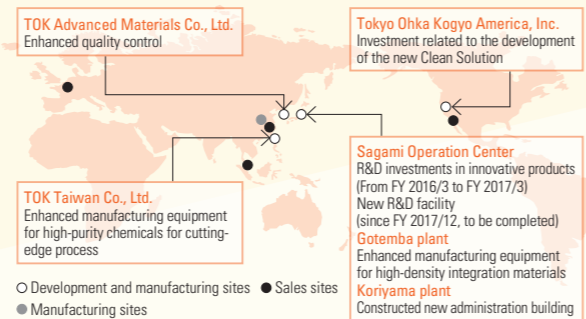 TOK Advanced Materials Co., Ltd.
Enhanced quality control
Tokyo Ohka Kogyo America, Inc.
Investment related to the development
of the new Clean Solution
TOK Taiwan Co., Ltd.
Enhanced manufacturing equipment
for high-purity chemicals for cutting-
edge process
Sagami Operation Center
R&D investments in innovative products
(From FY 2016/3 to FY 2017/3)
New R&D facility
(since FY 2017/12, to be completed)
Gotemba plant
Enhanced manufacturing equipment
for high-density integration materials
Koriyama plant
Constructed new administration building
Development and manufacturing sites
Sales sites
Manufacturing sites